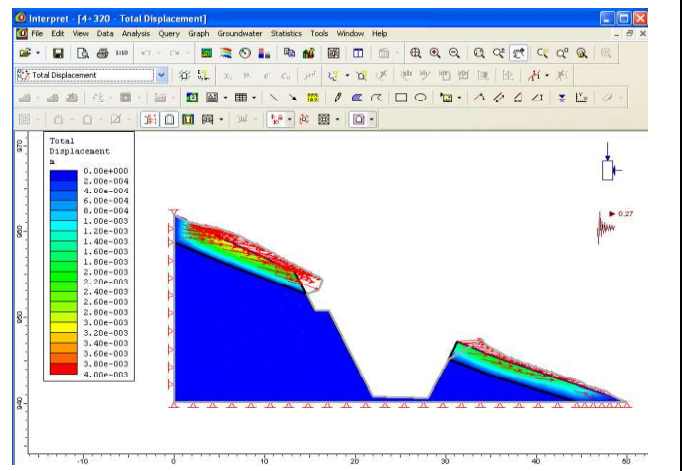 Interpret - [4-320 - Total Displacement]
File Edit View Data Analysis Query Graph Groundwater Statistics Tools Window Help
1:10
Total Displacement
Total
Displacement
m
0.00e+000
2.00e-004
4.00e-004
6.00e-004
8.00e-004
1.00e-003
1.20e-003
1.40e-003
1.60e-003
1.80e-003
2.00e-003
2.20e-003
2.40e-003
2.60e-003
2.80e-003
3.00e-003
3.20e-003
3.40e-003
3.60e-003
3.80e-003
4.00e-003
0.27
970
960
950
940
-10 0 10 20 30 40 50